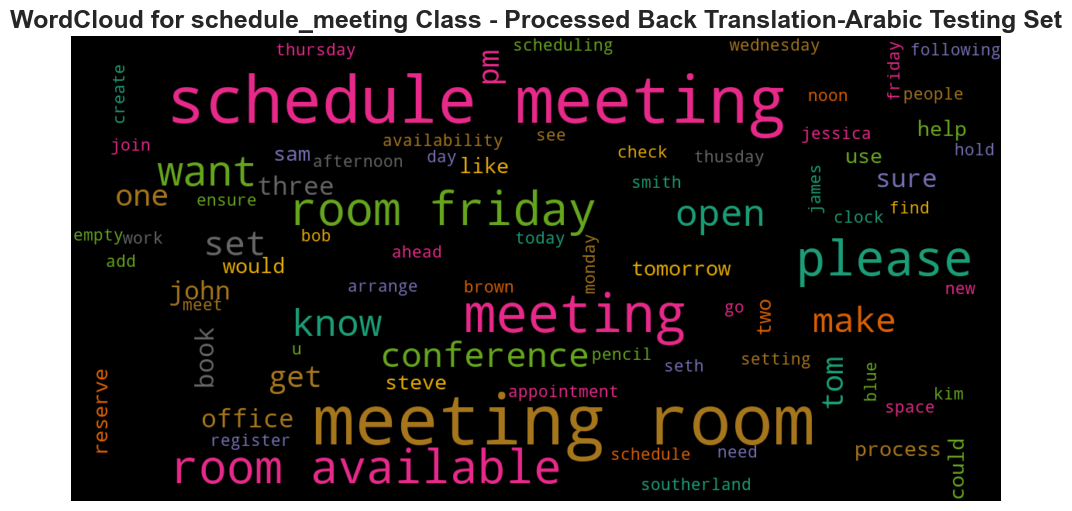 WordCloud for schedule_meeting Class - Processed Back Translation-Arabic Testing Set
thursday
scheduling
wednesday
following
pm
friday
create
schedule meeting
noon
people
join
availability
see
jessica
help
sam
afternoon
day
like
check
thusday
use
hold
want
three
smith
james
sure
one
ensure
room friday
open
clock
find
empty
work
set
bob
today
monday
please
add
would
ahead
tomorrow
john
meet
arrange
brown
go
two
new
know
meeting
make
book
u
conference
pencil
seth
setting
tom
blue
get
steve
appointment
kim
space
reserve
office
register
meeting room
schedule
need
process
could
room available
southerland